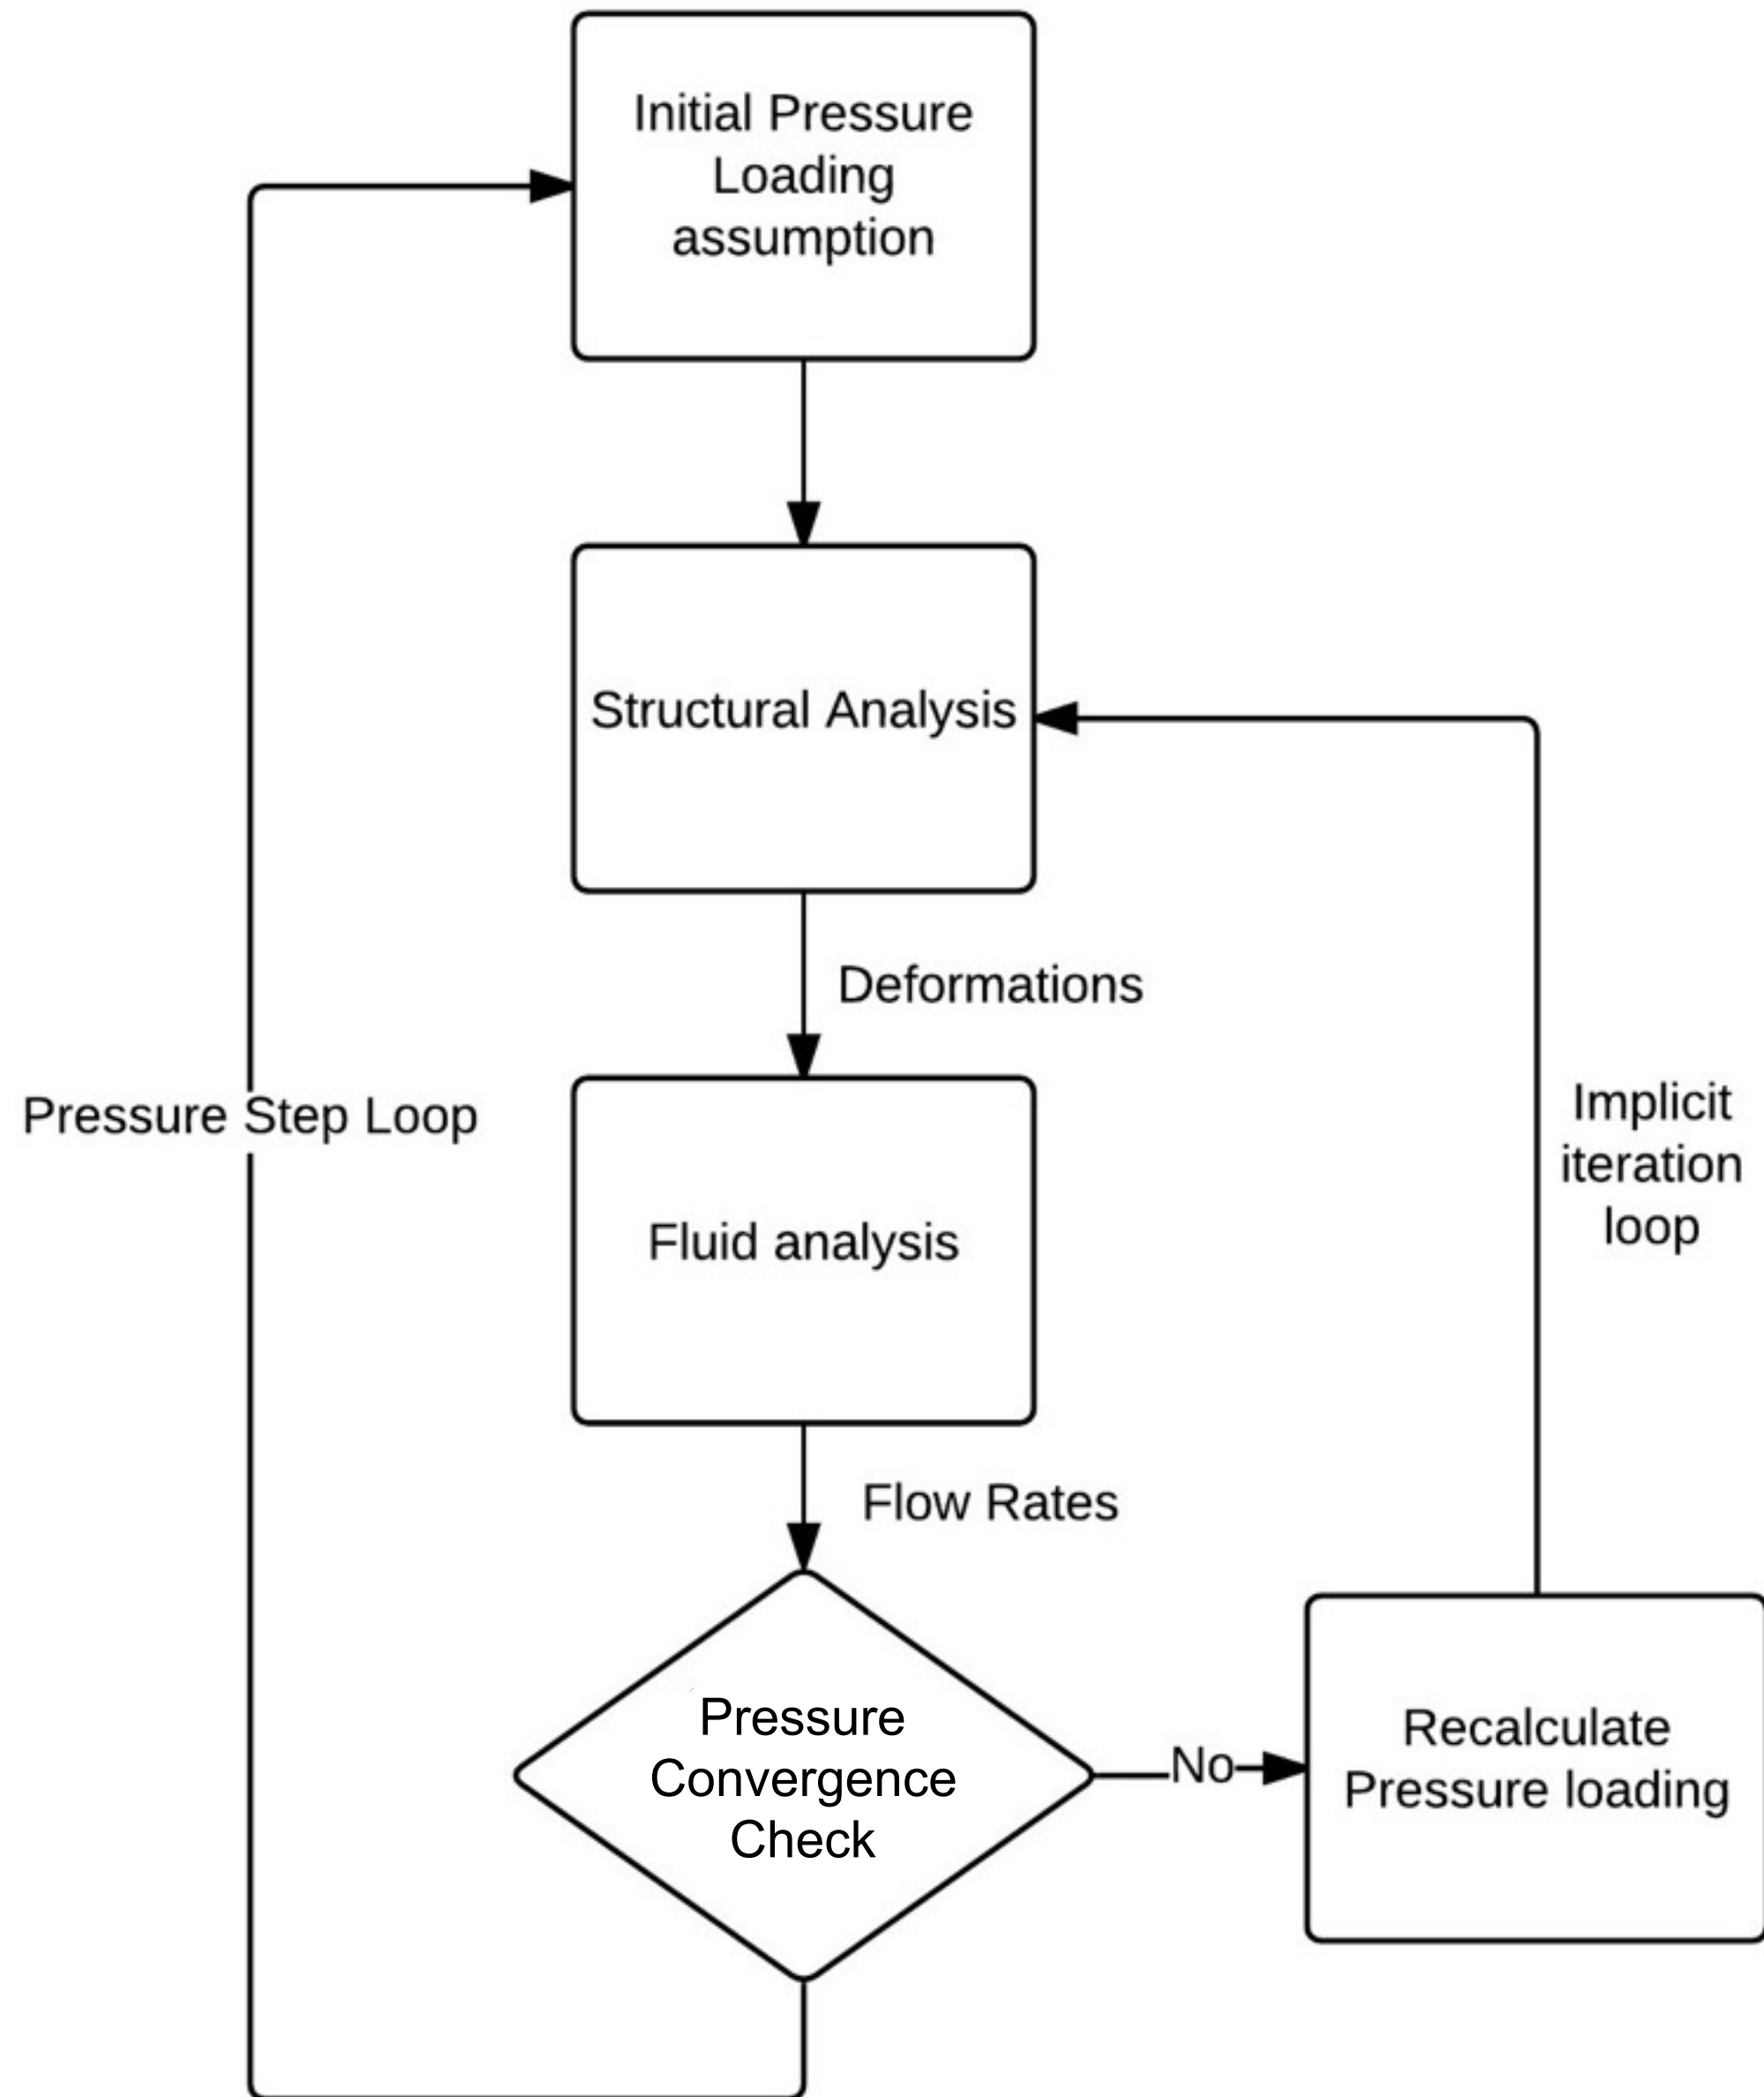 Initial Pressure
Loading
assumption
Structural Analysis
Deformations
Pressure Step Loop
Implicit
iteration
loop
Fluid analysis
Flow Rates
Pressure
Convergence
Check
No
Recalculate
Pressure loading